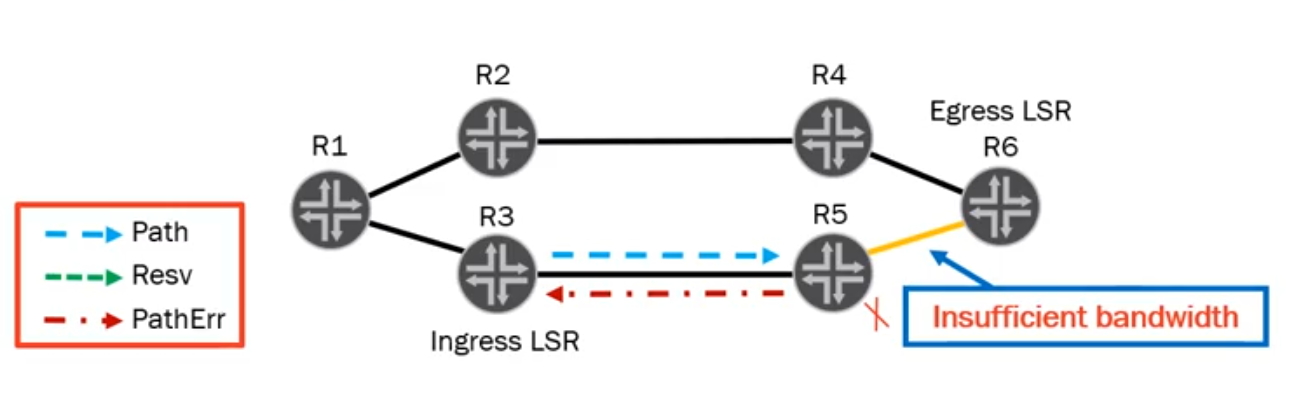 R2
R4
Egress LSR
R6
R1
R3
R5
Path
Resv
PathErr
Insufficient bandwidth
Ingress LSR